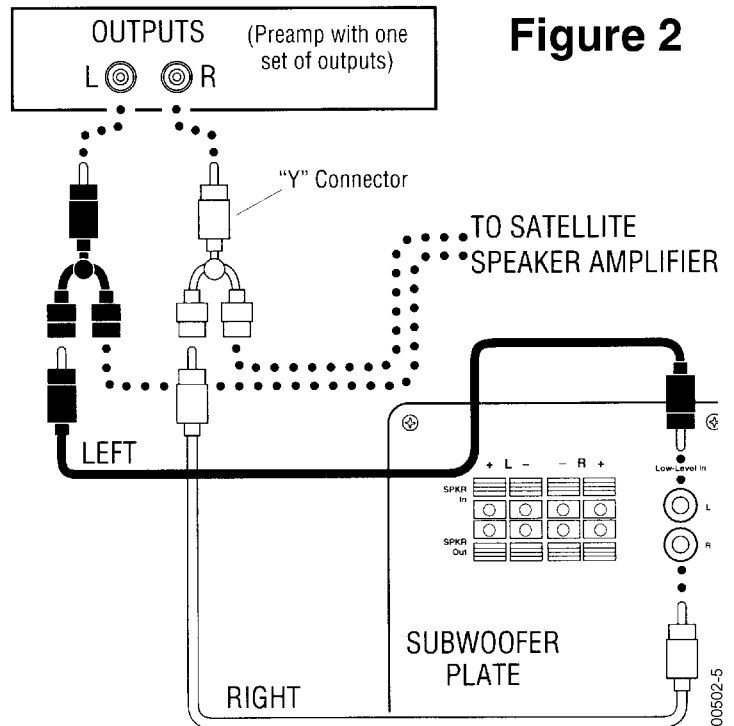 OUTPUTS
(Preamp with one
set of outputs)
Figure 2
L
R
"Y" Connector
TO SATELLITE
SPEAKER AMPLIFIER
LEFT
+ L − − R +
Low-Level In
SPKR
In
L
SPKR
Out
R
SUBWOOFER
PLATE
RIGHT
00502-5